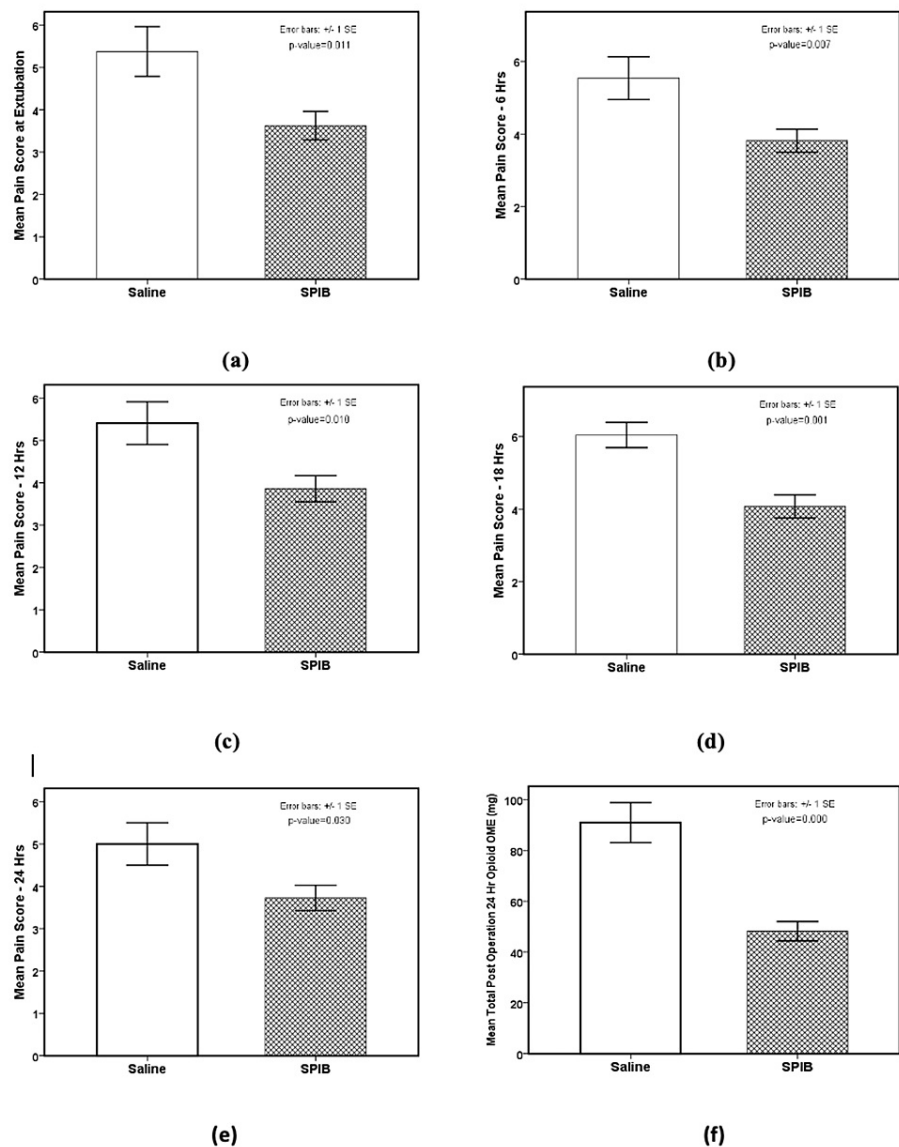 Mean Pain Score at Extubation
6
5
4
3
2
1
0
Error bars: +/- 1 SE
p-value=0.011
Saline SPIB
(a)
Mean Pain Score - 6 Hrs
6
4
2
0
Error bars: +/- 1 SE
p-value=0.007
Saline SPIB
(b)
Mean Pain Score - 12 Hrs
6
5
4
3
2
1
0
Error bars: +/- 1 SE
p-value=0.010
Saline SPIB
(c)
Mean Pain Score - 18 Hrs
6
4
2
0
Error bars: +/- 1 SE
p-value=0.001
Saline SPIB
(d)
Mean Pain Score - 24 Hrs
6
5
4
3
2
1
0
Error bars: +/- 1 SE
p-value=0.030
Saline SPIB
(e)
Mean Total Post Operation 24 Hr Opioid OME (mg)
100
80
60
40
20
0
Error bars: +/- 1 SE
p-value=0.000
Saline SPIB
(f)